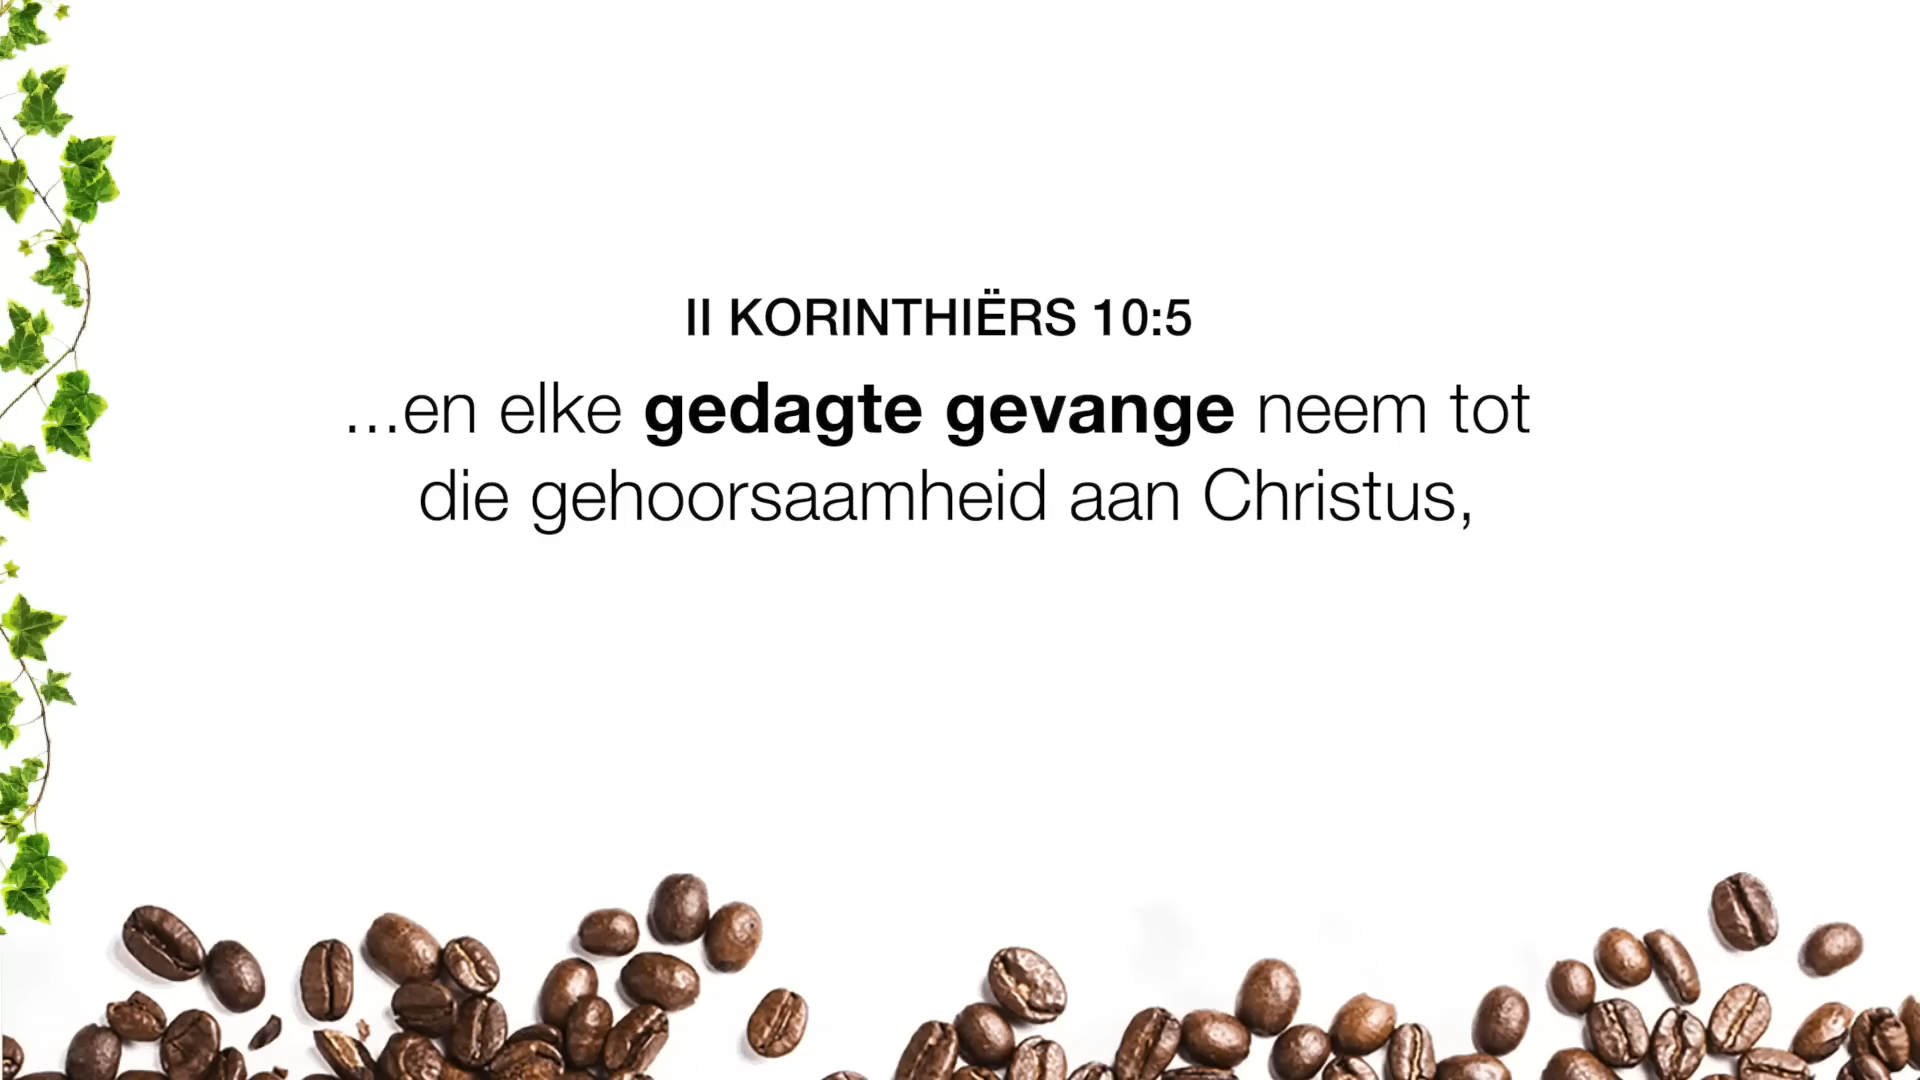 II KORINTHIËRS 10:5
...en elke gedagte gevange neem tot
die gehoorsaamheid aan Christus,